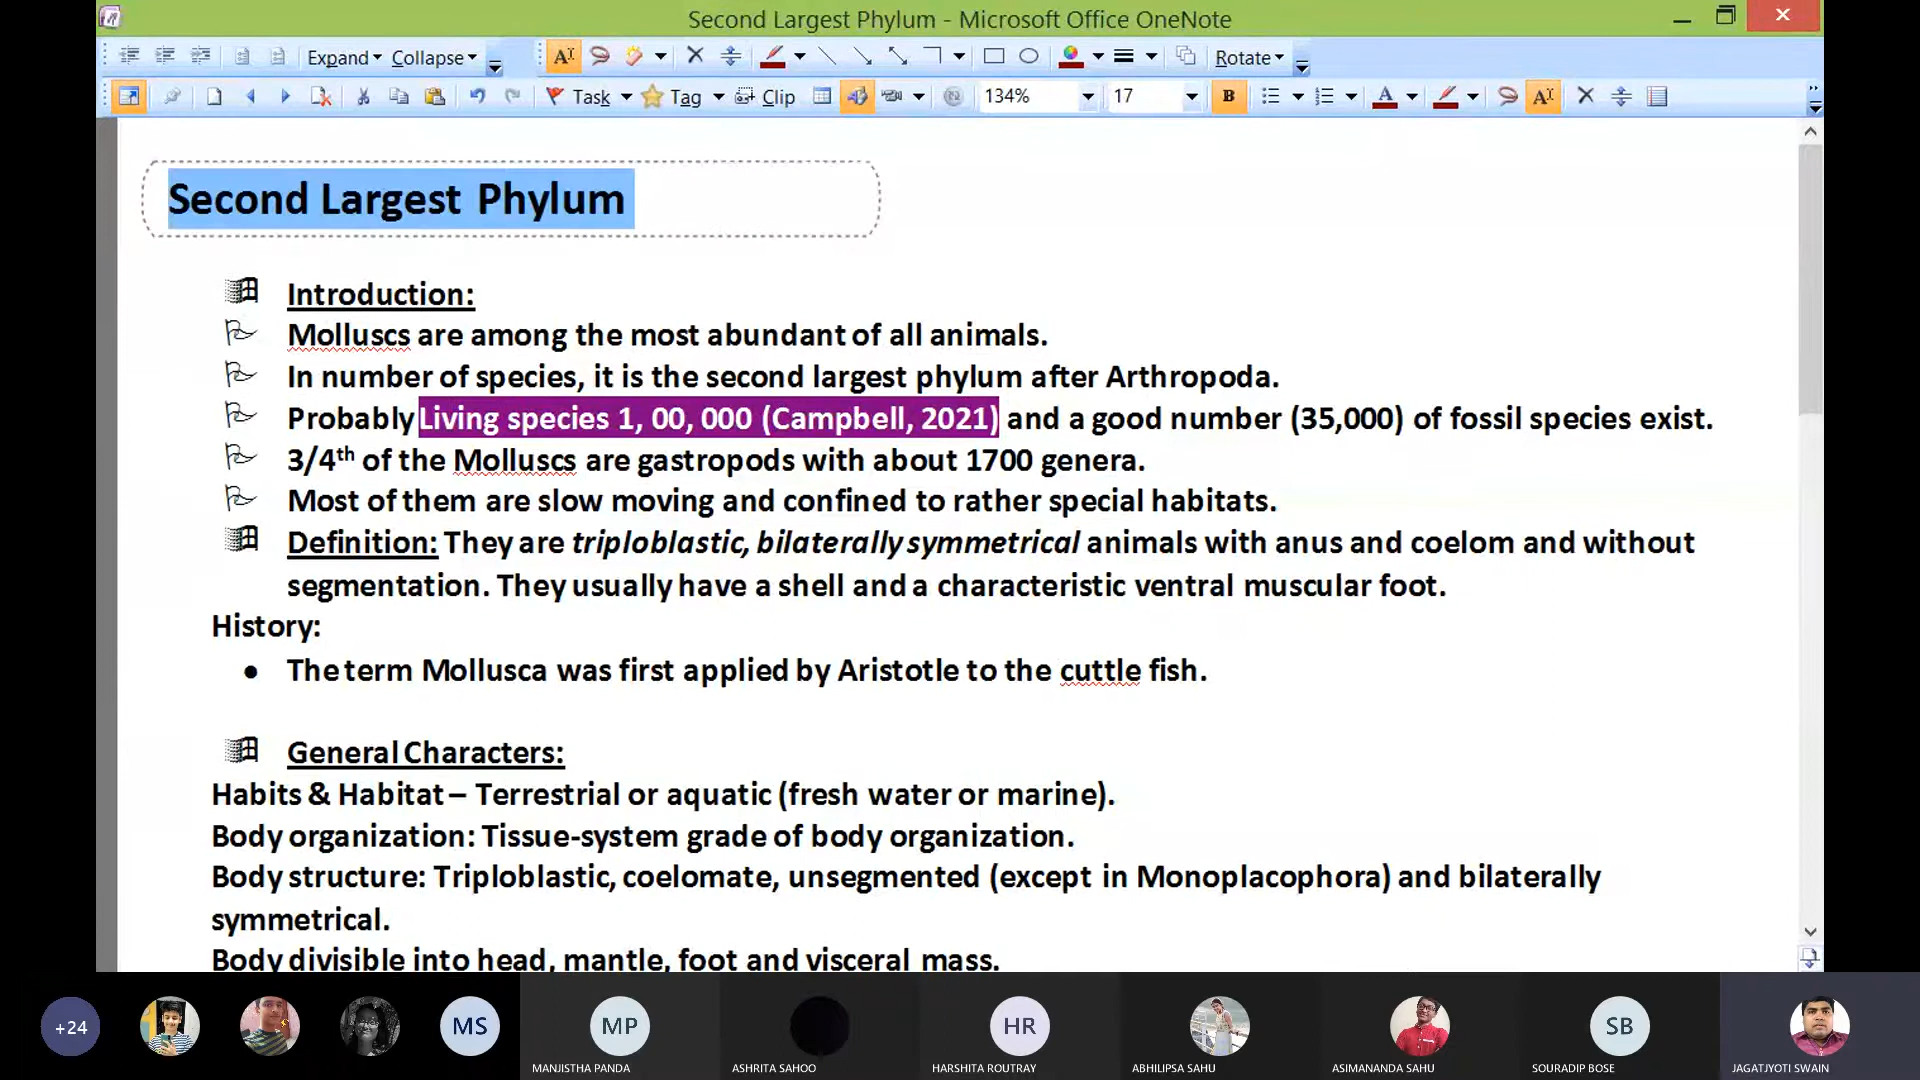 Second Largest Phylum - Microsoft Office OneNote
Expand Collapse Rotate
Task Tag Clip 134% 17 B
Second Largest Phylum
Introduction:
Molluscs are among the most abundant of all animals.
In number of species, it is the second largest phylum after Arthropoda.
Probably Living species 1, 00, 000 (Campbell, 2021) and a good number (35,000) of fossil species exist.
3/4th of the Molluscs are gastropods with about 1700 genera.
Most of them are slow moving and confined to rather special habitats.
Definition: They are triploblastic, bilaterally symmetrical animals with anus and coelom and without
segmentation. They usually have a shell and a characteristic ventral muscular foot.
History:
• The term Mollusca was first applied by Aristotle to the cuttle fish.
General Characters:
Habits & Habitat – Terrestrial or aquatic (fresh water or marine).
Body organization: Tissue-system grade of body organization.
Body structure: Triploblastic, coelomate, unsegmented (except in Monoplacophora) and bilaterally
symmetrical.
Body divisible into head, mantle, foot and visceral mass.
+24 MS MP HR SB
MANJISTHA PANDA ASHRITA SAHOO HARSHITA ROUTRAY ABHILIPSA SAHU ASIMANANDA SAHU SOURADIP BOSE JAGATJYOTI SWAIN